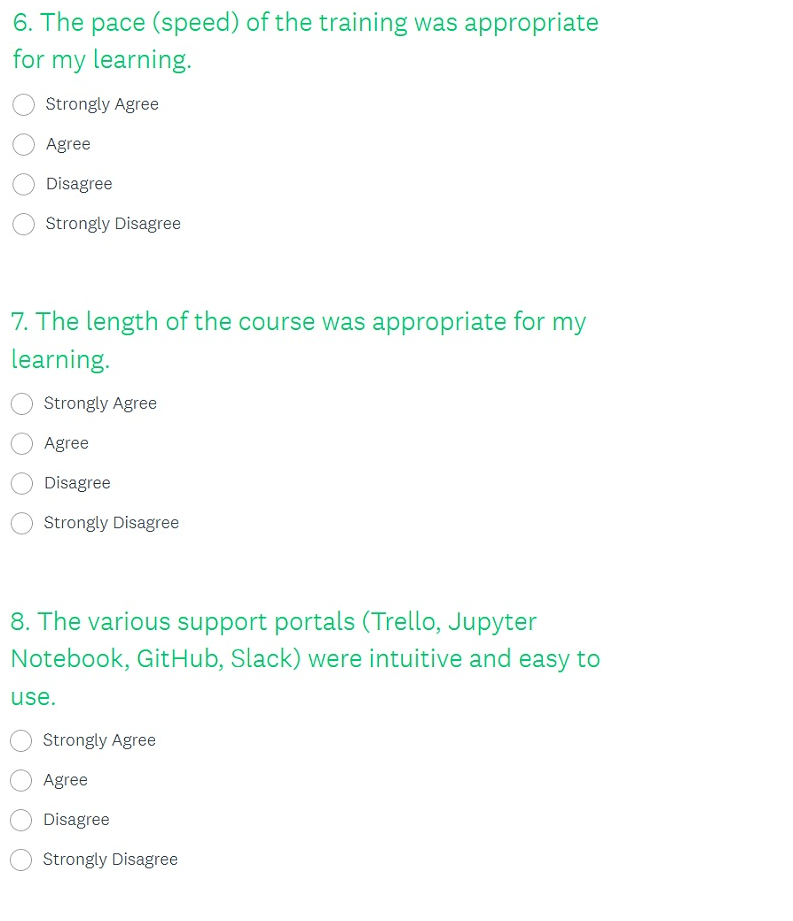 6. The pace (speed) of the training was appropriate
for my learning.
Strongly Agree
Agree
Disagree
Strongly Disagree
7. The length of the course was appropriate for my
learning.
Strongly Agree
Agree
Disagree
Strongly Disagree
8. The various support portals (Trello, Jupyter
Notebook, GitHub, Slack) were intuitive and easy to
use.
Strongly Agree
Agree
Disagree
Strongly Disagree